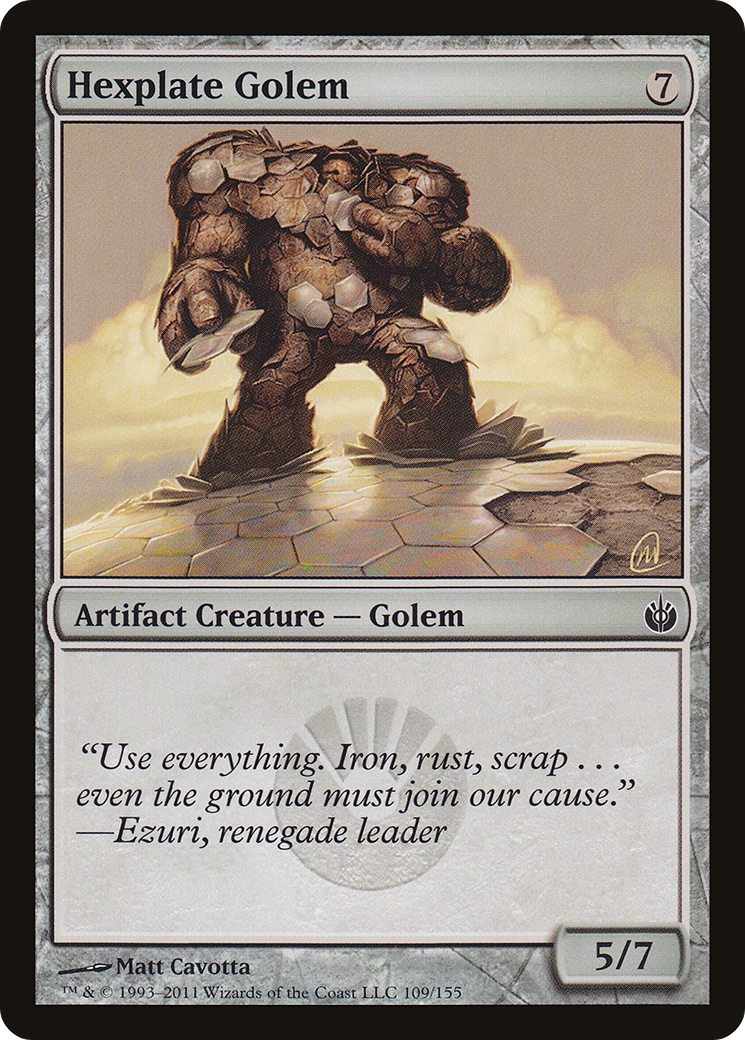 Hexplate Golem
7
Artifact Creature — Golem
“Use everything. Iron, rust, scrap . . .
even the ground must join our cause.”
—Ezuri, renegade leader
5/7
Matt Cavotta
™ & © 1993–2011 Wizards of the Coast LLC 109/155